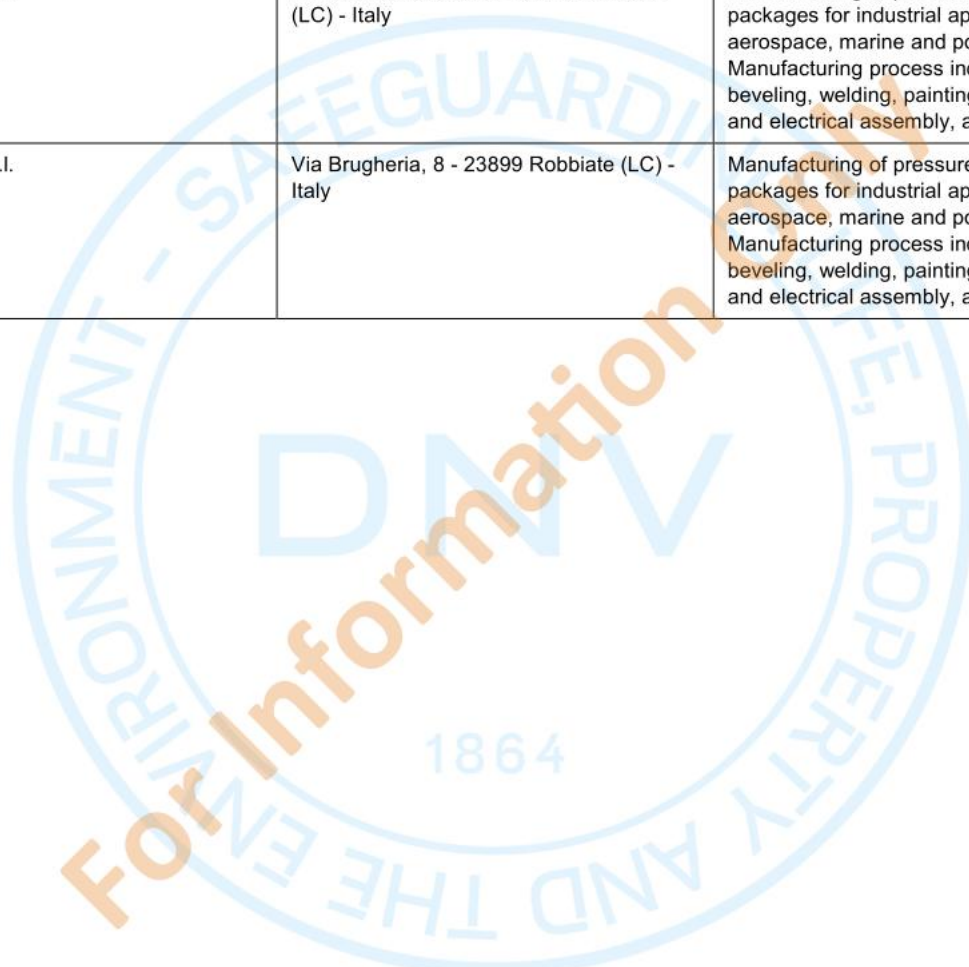 (LC) - Italy
packages for industrial ap
aerospace, marine and po
Manufacturing process inc
beveling, welding, painting
and electrical assembly, a
.l.
Via Brugheria, 8 - 23899 Robbiate (LC) -
Italy
Manufacturing of pressure
packages for industrial ap
aerospace, marine and po
Manufacturing process inc
beveling, welding, painting
and electrical assembly, a
For Information Only
SAFEGUARDING LIFE, PROPERTY AND THE ENVIRONMENT -
DNV
1864